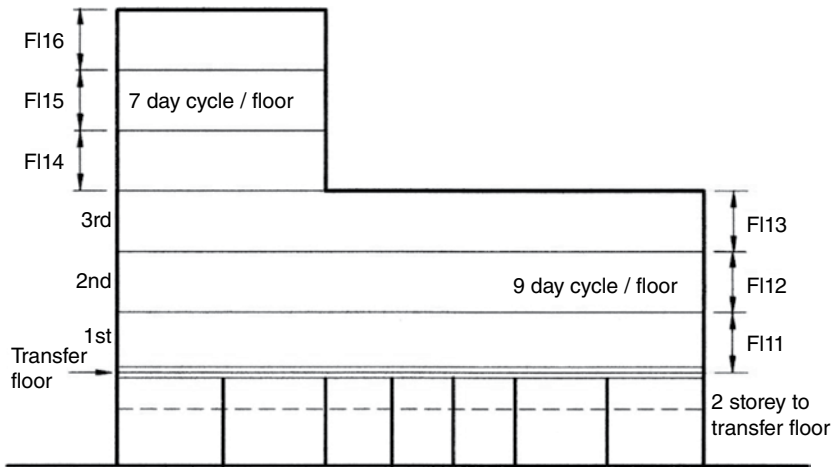 Fl16
Fl15
7 day cycle / floor
Fl14
3rd
Fl13
2nd
9 day cycle / floor
Fl12
1st
Fl11
Transfer
floor
2 storey to
transfer floor